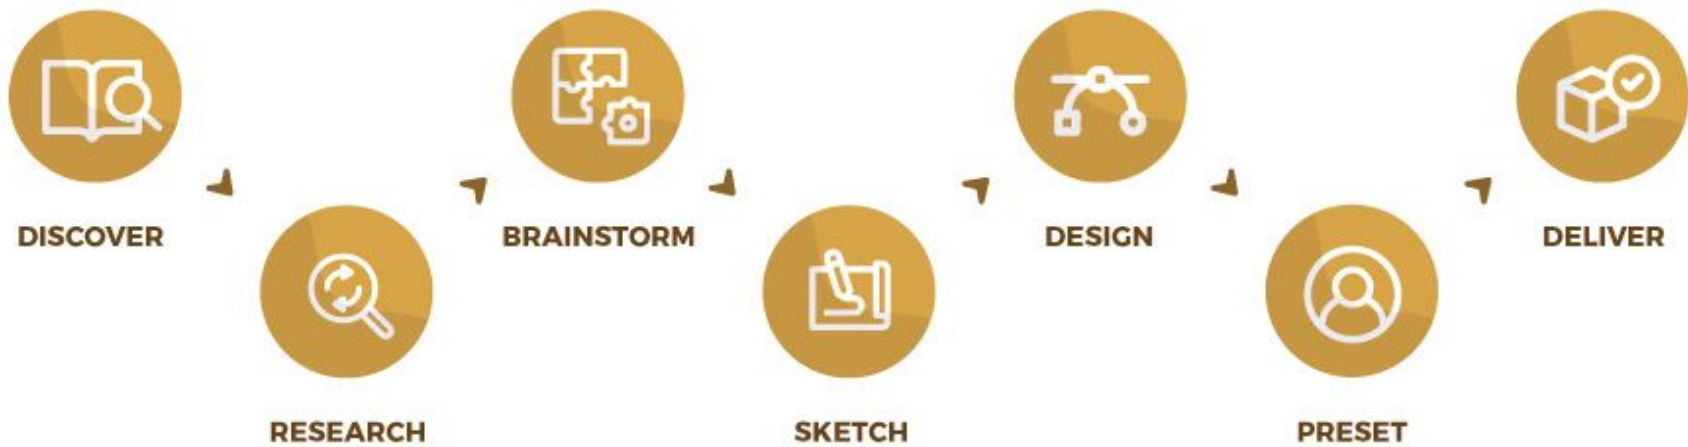 DISCOVER
RESEARCH
BRAINSTORM
SKETCH
DESIGN
PRESET
DELIVER